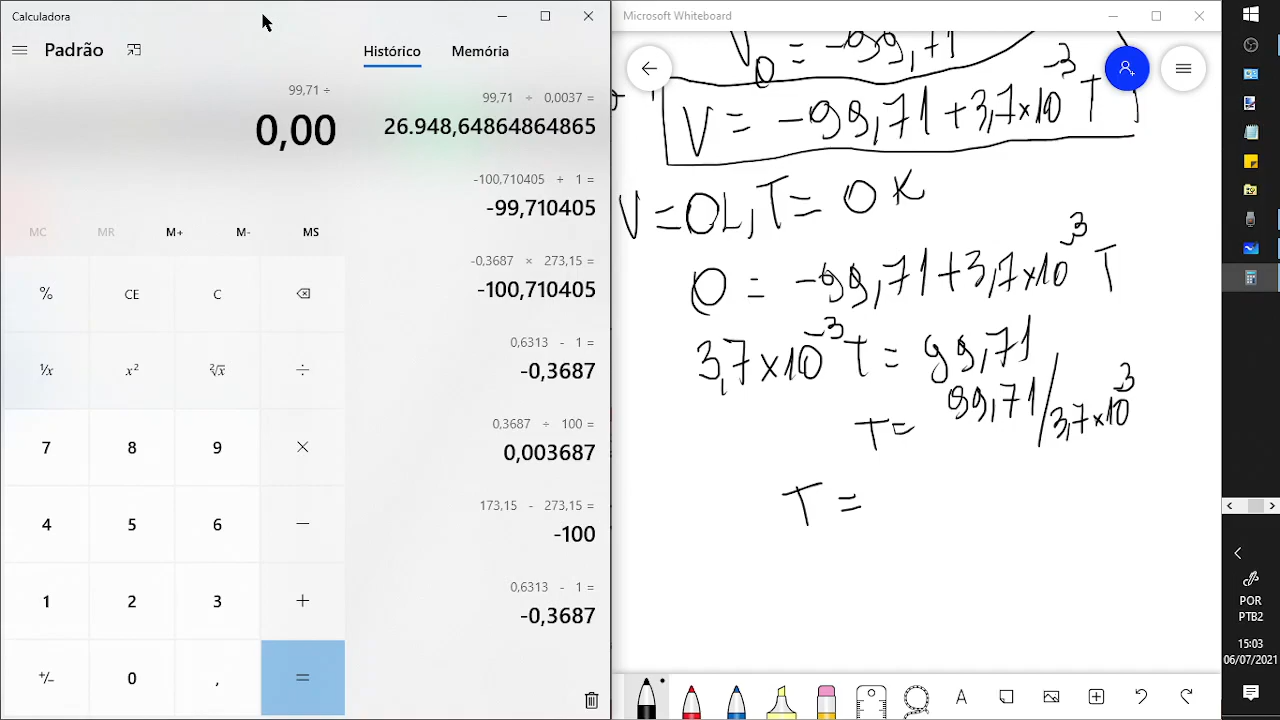 Calculadora
Padrão
Histórico
Memória
99,71 ÷
0,00
99,71 ÷ 0,0037 =
26.948,64864864865
-100,710405 + 1 =
-99,710405
-0,3687 × 273,15 =
-100,710405
0,6313 - 1 =
-0,3687
0,3687 ÷ 100 =
0,003687
173,15 - 273,15 =
-100
0,6313 - 1 =
-0,3687
MC MR M+ M- MS
% CE C
¹/x x² ²√x ÷
7 8 9 ×
4 5 6 −
1 2 3 +
+/− 0 , =
Microsoft Whiteboard
V₀ = -99,71
V = -99,71 + 3,7×10⁻³ T
V = 0L, T = 0 K
0 = -99,71 + 3,7×10⁻³ T
3,7×10⁻³ T = 99,71
T = 99,71/3,7×10⁻³
T =
A
POR
PTB2
15:03
06/07/2021